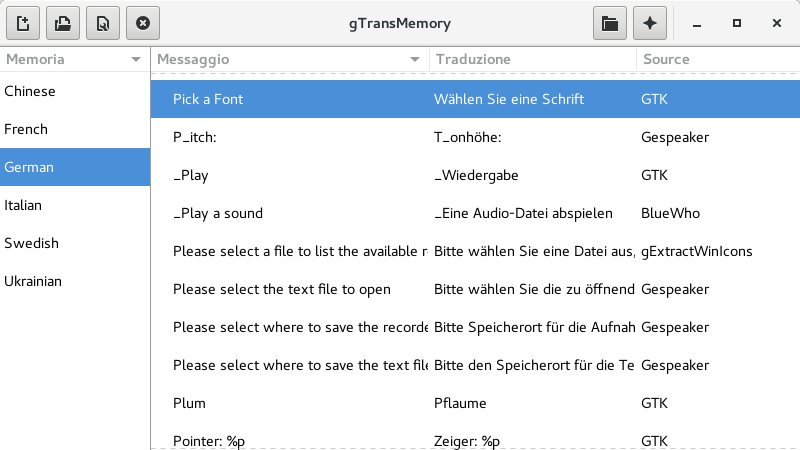 gTransMemory
Memoria
Messaggio Traduzione Source
Chinese
French
German
Italian
Swedish
Ukrainian
Pick a Font Wählen Sie eine Schrift GTK
P_itch: T_onhöhe: Gespeaker
_Play _Wiedergabe GTK
_Play a sound _Eine Audio-Datei abspielen BlueWho
Please select a file to list the available Bitte wählen Sie eine Datei aus, gExtractWinIcons
Please select the text file to open Bitte wählen Sie die zu öffnend Gespeaker
Please select where to save the recorde Bitte Speicherort für die Aufnah Gespeaker
Please select where to save the text file Bitte den Speicherort für die Te Gespeaker
Plum Pflaume GTK
Pointer: %p Zeiger: %p GTK